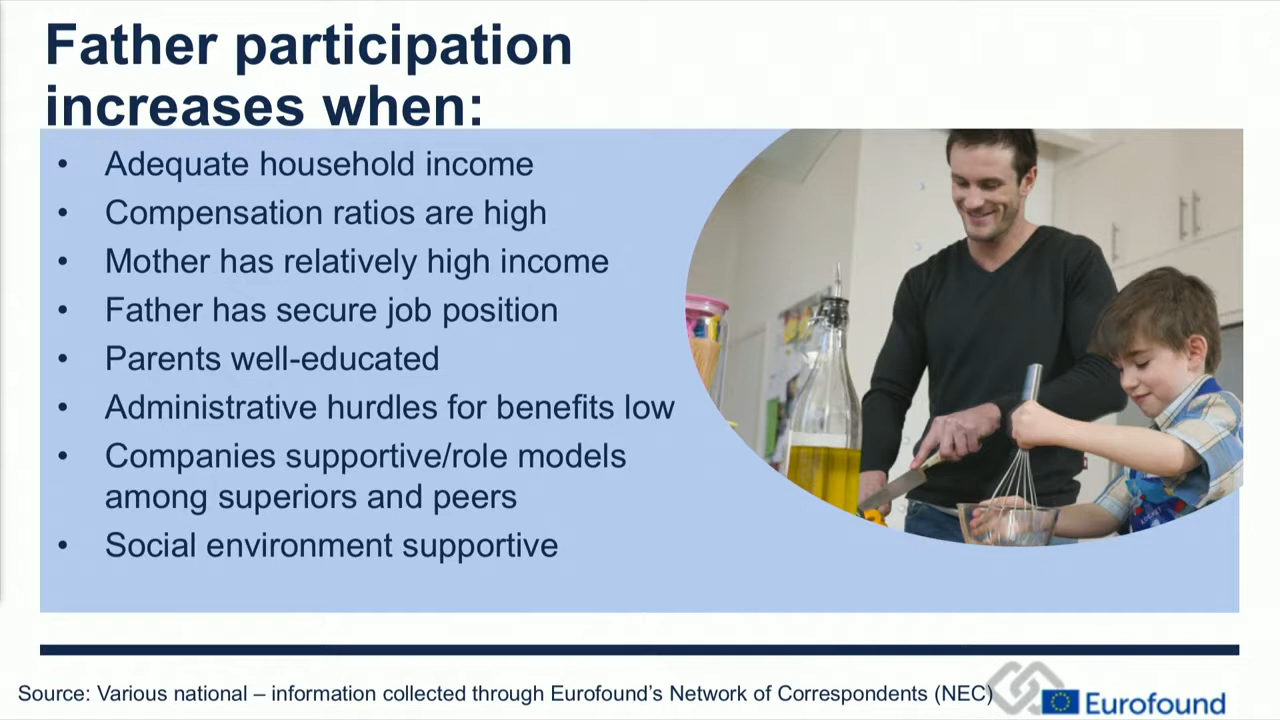 Father participation
increases when:
• Adequate household income
• Compensation ratios are high
• Mother has relatively high income
• Father has secure job position
• Parents well-educated
• Administrative hurdles for benefits low
• Companies supportive/role models
among superiors and peers
• Social environment supportive
Source: Various national – information collected through Eurofound’s Network of Correspondents (NEC)
Eurofound